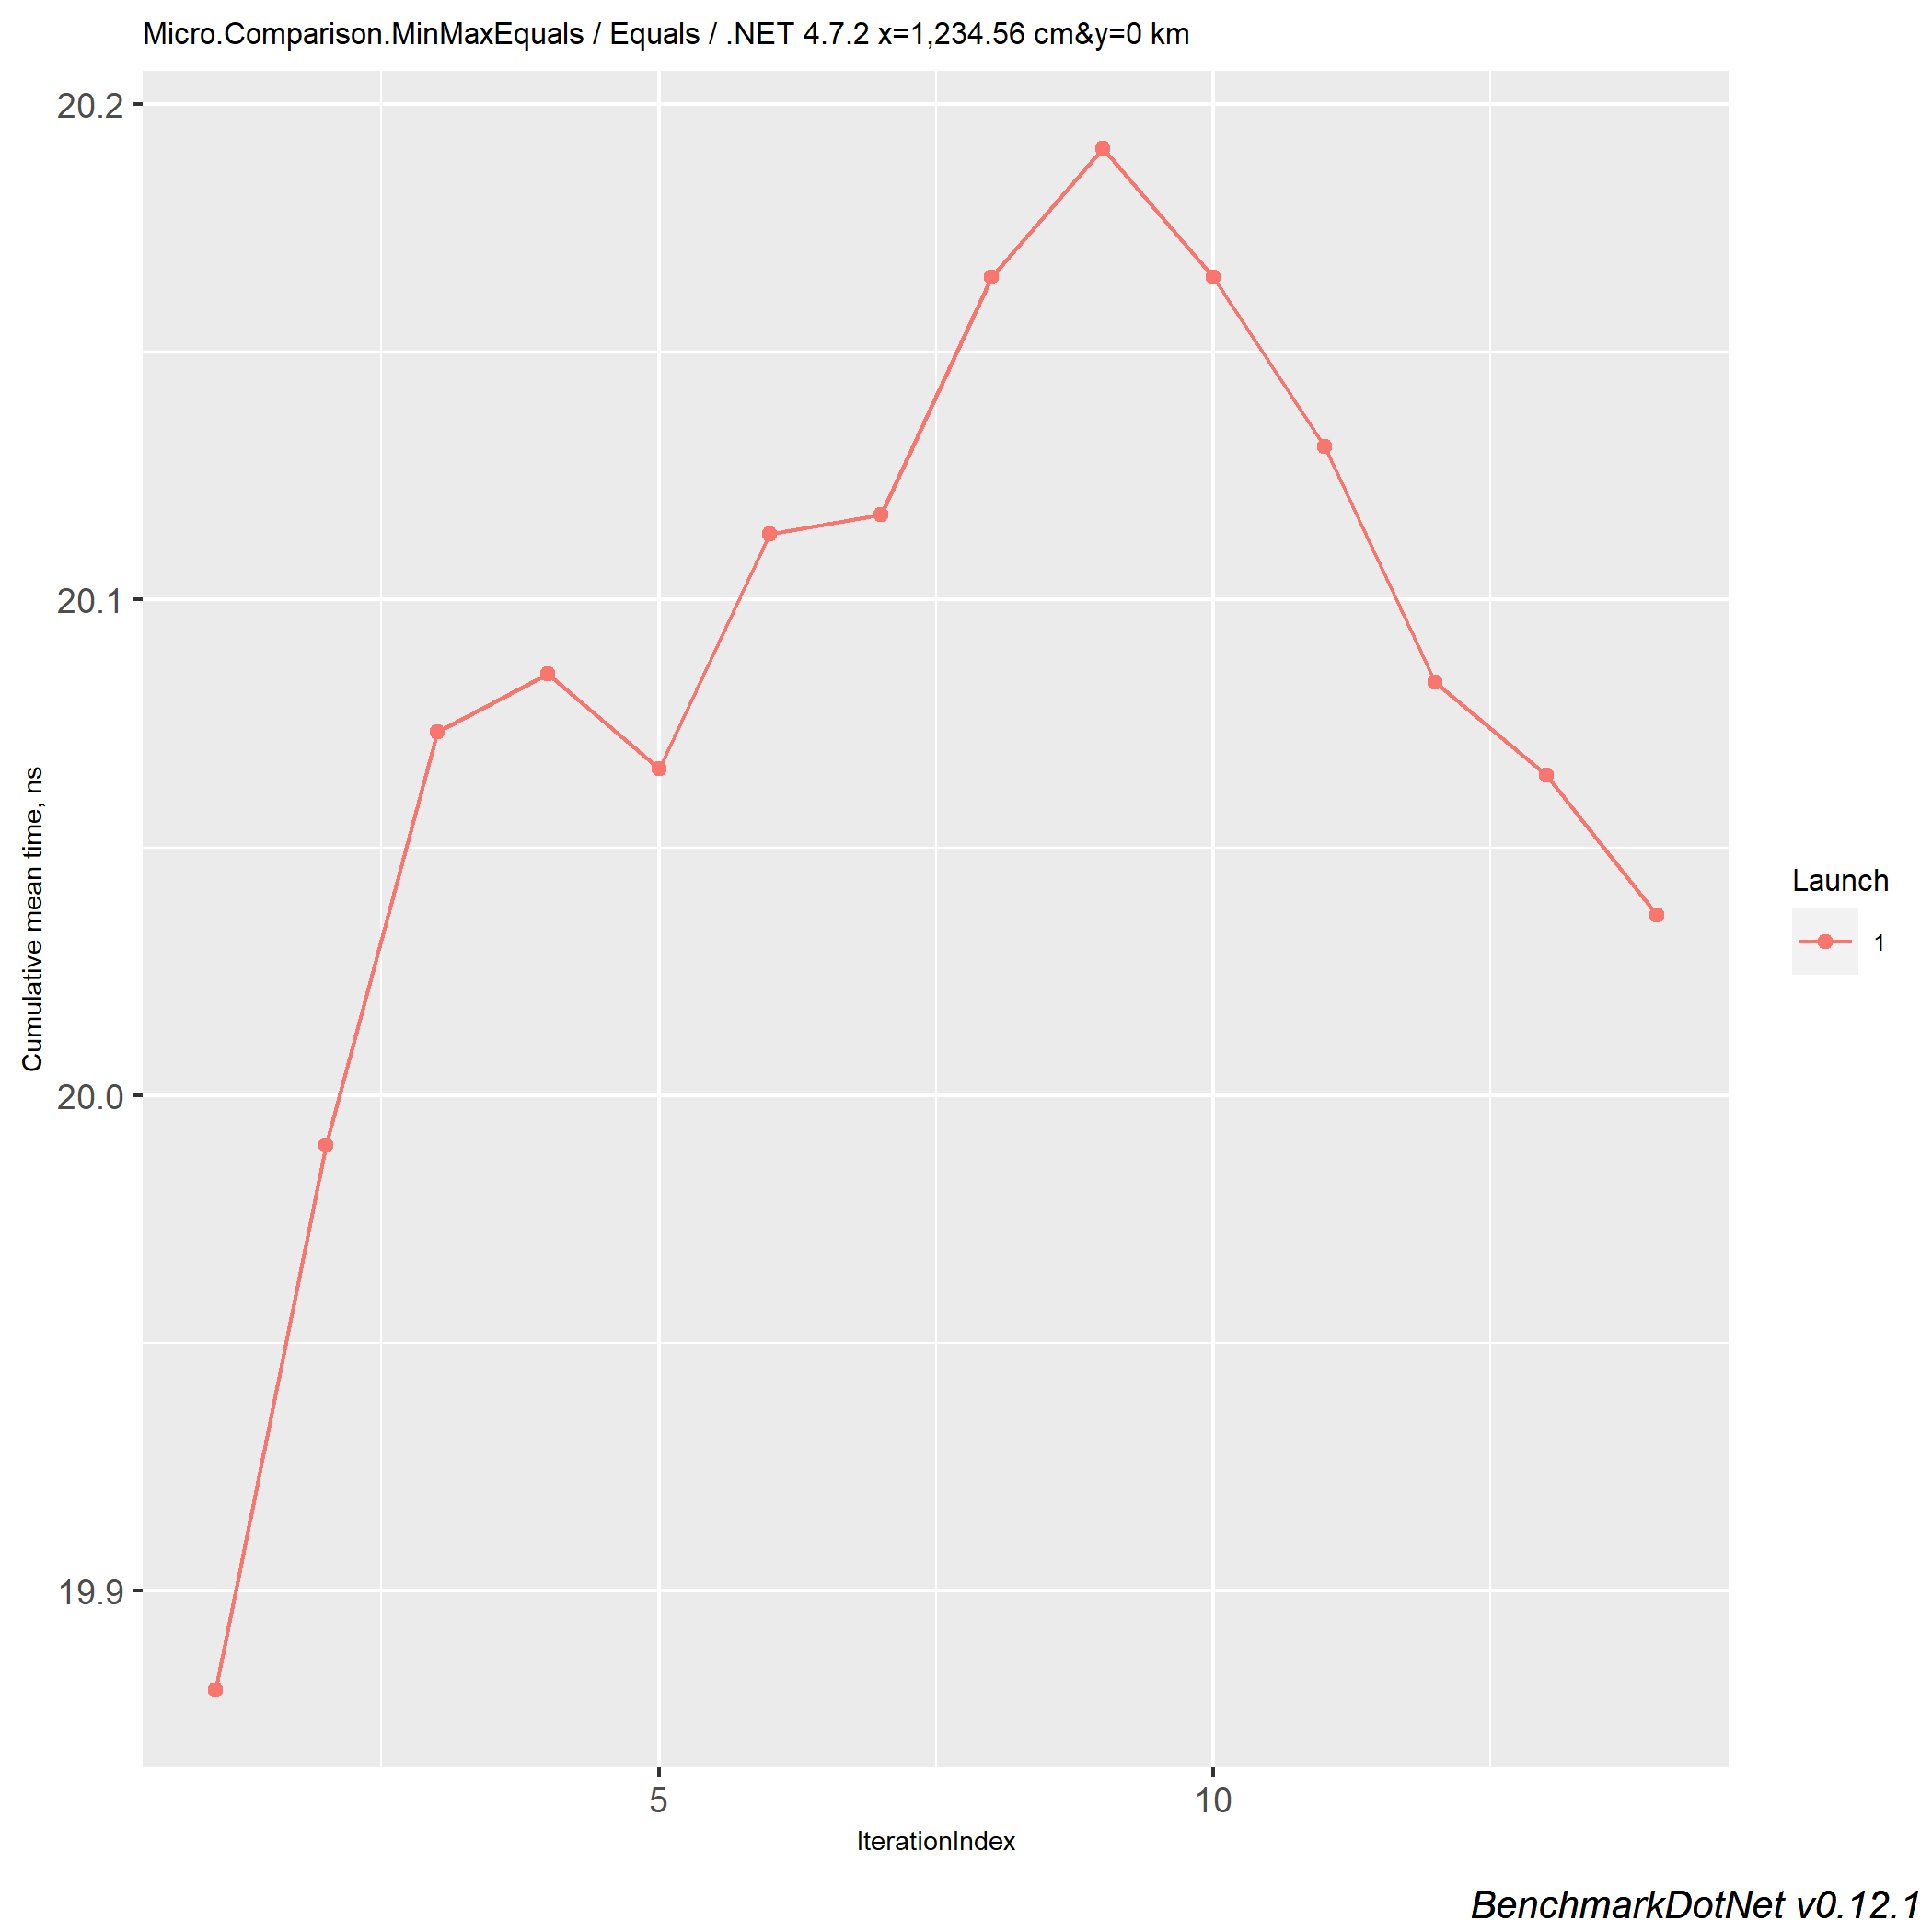 Micro.Comparison.MinMaxEquals / Equals / .NET 4.7.2 x=1,234.56 cm&y=0 km
20.2
20.1
20.0
19.9
Cumulative mean time, ns
5
10
IterationIndex
Launch
1
BenchmarkDotNet v0.12.1